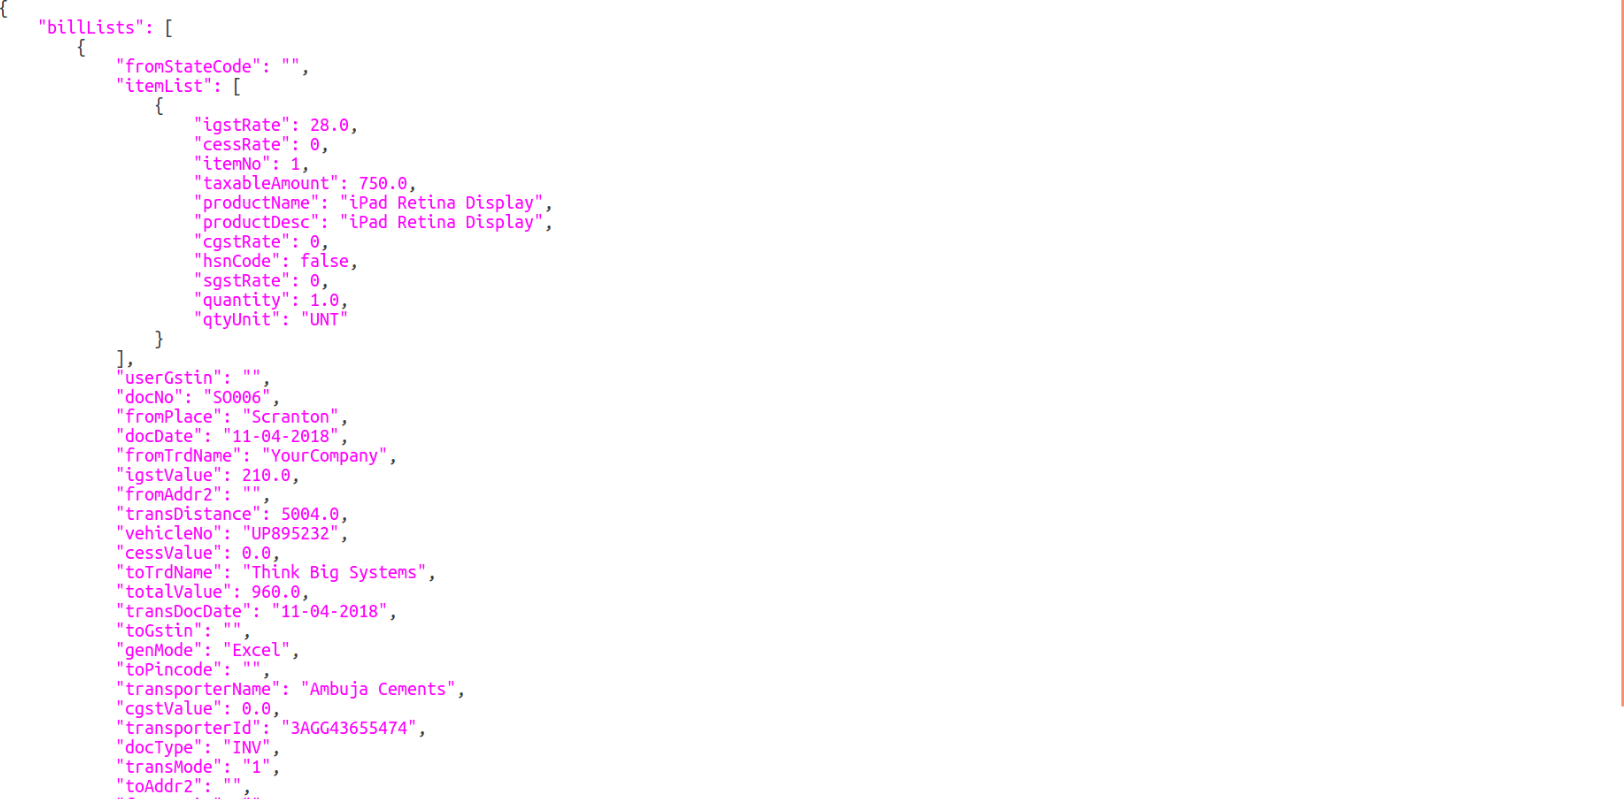 {
    "billLists": [
        {
            "fromStateCode": "",
            "itemList": [
                {
                    "igstRate": 28.0,
                    "cessRate": 0,
                    "itemNo": 1,
                    "taxableAmount": 750.0,
                    "productName": "iPad Retina Display",
                    "productDesc": "iPad Retina Display",
                    "cgstRate": 0,
                    "hsnCode": false,
                    "sgstRate": 0,
                    "quantity": 1.0,
                    "qtyUnit": "UNT"
                }
            ],
            "userGstin": "",
            "docNo": "SO006",
            "fromPlace": "Scranton",
            "docDate": "11-04-2018",
            "fromTrdName": "YourCompany",
            "igstValue": 210.0,
            "fromAddr2": "",
            "transDistance": 5004.0,
            "vehicleNo": "UP895232",
            "cessValue": 0.0,
            "toTrdName": "Think Big Systems",
            "totalValue": 960.0,
            "transDocDate": "11-04-2018",
            "toGstin": "",
            "genMode": "Excel",
            "toPincode": "",
            "transporterName": "Ambuja Cements",
            "cgstValue": 0.0,
            "transporterId": "3AGG43655474",
            "docType": "INV",
            "transMode": "1",
            "toAddr2": "",